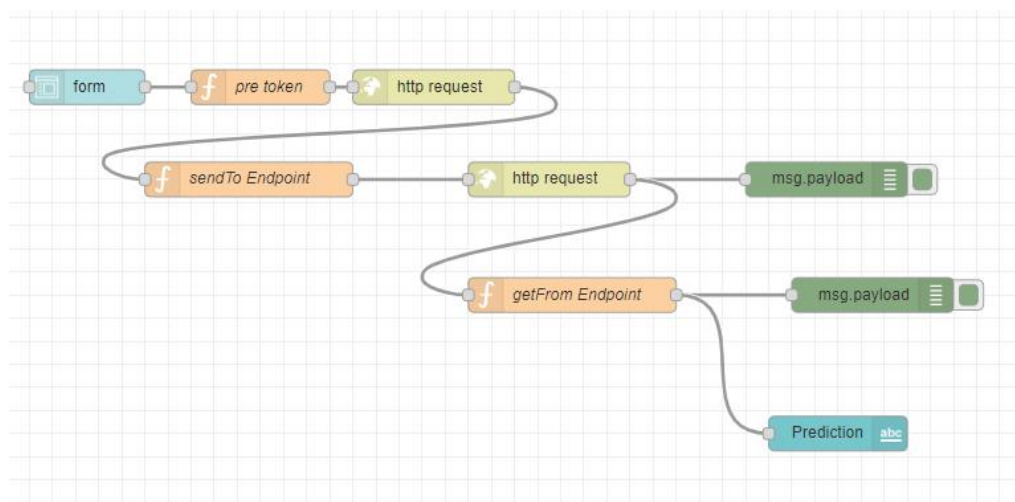 form
pre token
http request
sendTo Endpoint
http request
msg.payload
getFrom Endpoint
msg.payload
Prediction
abc